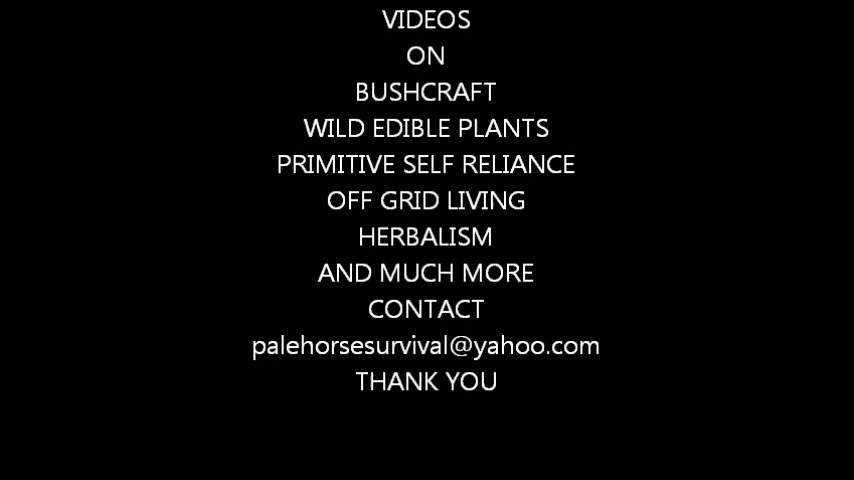 VIDEOS
ON
BUSHCRAFT
WILD EDIBLE PLANTS
PRIMITIVE SELF RELIANCE
OFF GRID LIVING
HERBALISM
AND MUCH MORE
CONTACT
palehorsesurvival@yahoo.com
THANK YOU